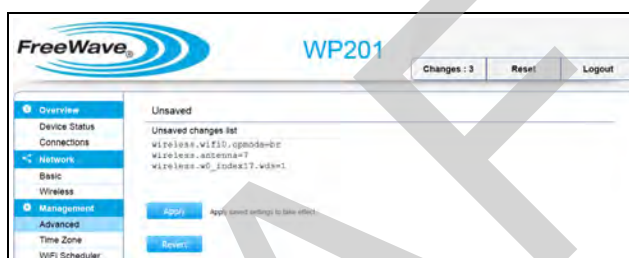 FreeWave®
WP201
Changes : 3
Reset
Logout
Overview
Device Status
Connections
Network
Basic
Wireless
Management
Advanced
Time Zone
WiFi Scheduler
Unsaved
Unsaved changes list
wireless.wifi0.opmode=br
wireless.antenna=7
wireless.w0_index17.wds=1
Apply
Apply saved settings to take effect
Revert